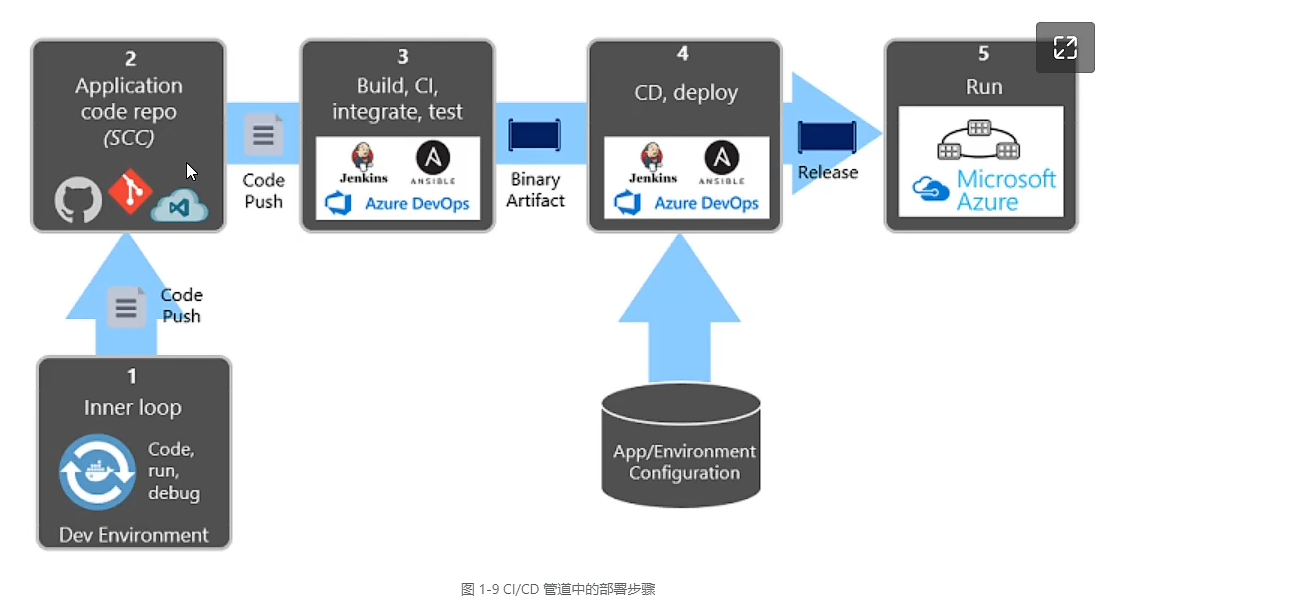 2
Application
code repo
(SCC)
Code
Push
3
Build, CI,
integrate, test
Jenkins
ANSIBLE
Azure DevOps
Binary
Artifact
4
CD, deploy
Jenkins
ANSIBLE
Azure DevOps
Release
5
Run
Microsoft
Azure
Code
Push
1
Inner loop
Code,
run,
debug
Dev Environment
App/Environment
Configuration
图 1-9 CI/CD 管道中的部署步骤